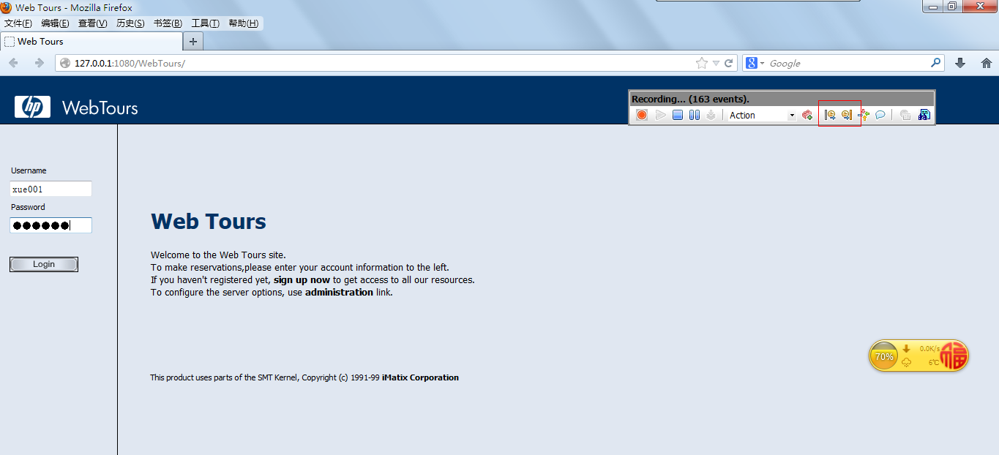 Web Tours - Mozilla Firefox
文件(F) 编辑(E) 查看(V) 历史(S) 书签(B) 工具(T) 帮助(H)
Web Tours
127.0.0.1:1080/WebTours/
8 Google
hp WebTours
Recording... (163 events).
Action
Username
xue001
Password
Login
Web Tours
Welcome to the Web Tours site.
To make reservations,please enter your account information to the left.
If you haven't registered yet, sign up now to get access to all our resources.
To configure the server options, use administration link.
70% 0.0K/s
6℃
福
This product uses parts of the SMT Kernel, Copyright (c) 1991-99 iMatix Corporation